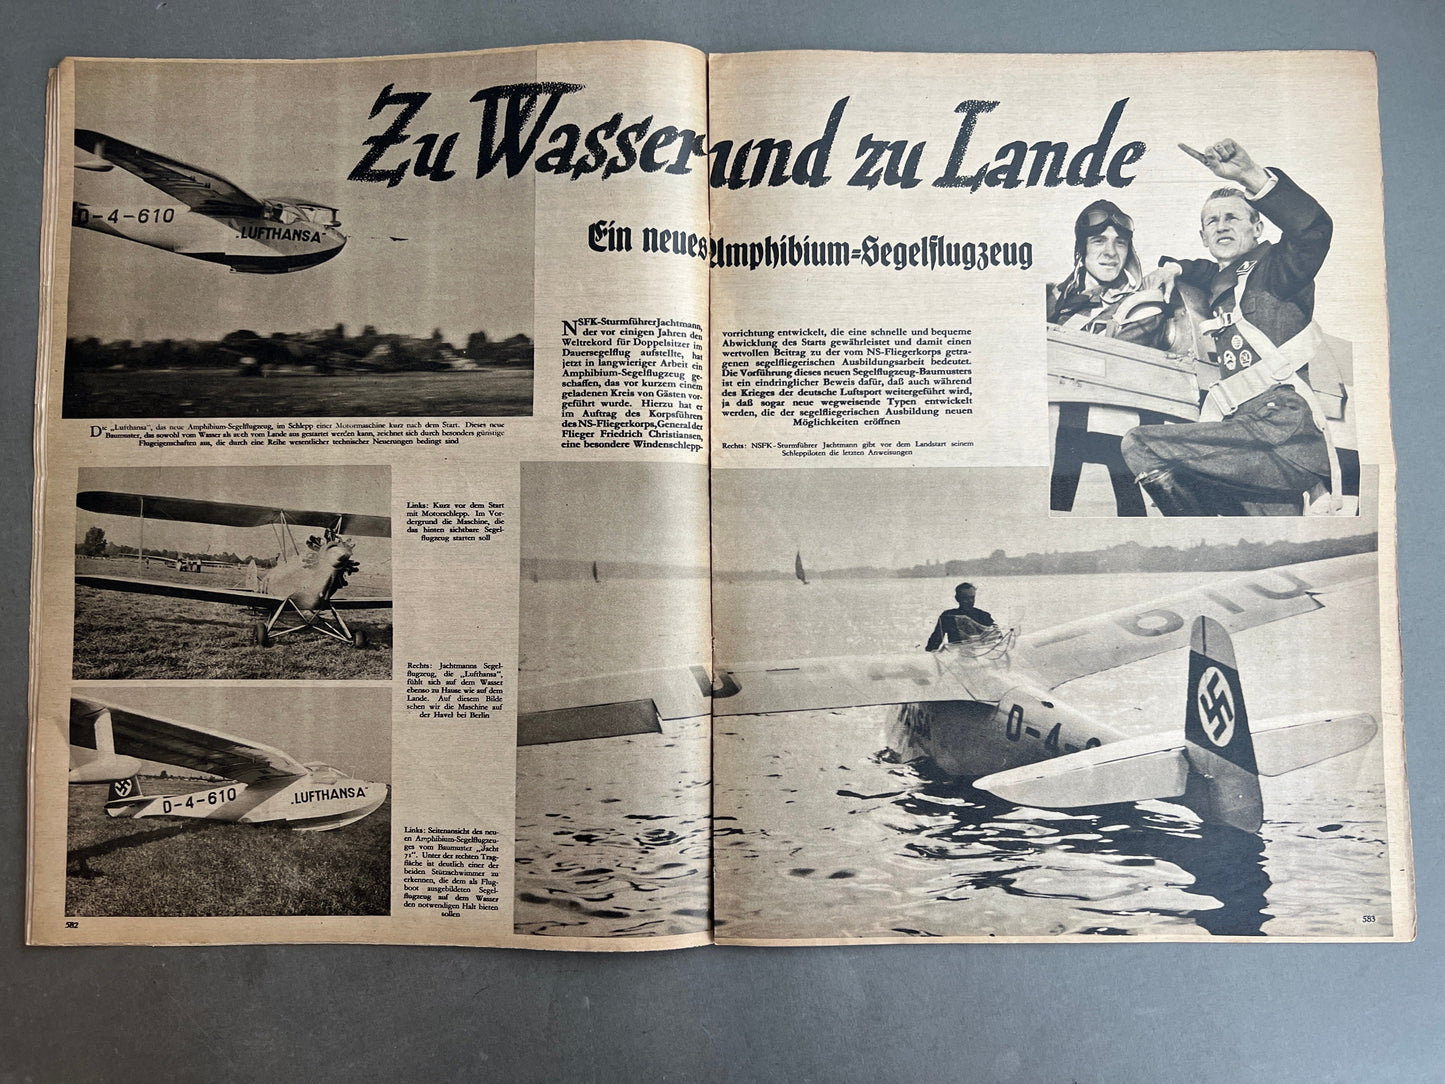 Zu Wasser und zu Lande
Ein neues Amphibium-Segelflugzeug
D-4-610
„LUFTHANSA“
Die „Lufthansa“, das neue Amphibium-Segelflugzeug, im Schlepp einer Motormaschine kurz nach dem Start. Dieses neue
Baumuster, das sowohl vom Wasser als auch vom Lande aus gestartet werden kann, zeichnet sich durch besonders günstige
Flugeigenschaften aus, die durch eine Reihe wesentlicher technischer Neuerungen bedingt sind
NSFK-Sturmführer Jachtmann,
der vor einigen Jahren den
Weltrekord für Doppelsitzer im
Dauersegelflug aufstellte, hat
jetzt in langwieriger Arbeit ein
Amphibium-Segelflugzeug ge-
schaffen, das vor kurzem einem
geladenen Kreis von Gästen vor-
geführt wurde. Hierzu hat er
im Auftrag des Korpsführers
des NS-Fliegerkorps, General der
Flieger Friedrich Christiansen,
eine besondere Windenschlepp-
vorrichtung entwickelt, die eine schnelle und bequeme
Abwicklung des Starts gewährleistet und damit einen
wertvollen Beitrag zu der vom NS-Fliegerkorps getra-
genen segelfliegerischen Ausbildungsarbeit bedeutet.
Die Vorführung dieses neuen Segelflugzeug-Baumusters
ist ein eindringlicher Beweis dafür, daß auch während
des Krieges der deutsche Luftsport weitergeführt wird,
ja daß sogar neue wegweisende Typen entwickelt
werden, die der segelfliegerischen Ausbildung neuen
Möglichkeiten eröffnen
Rechts: NSFK-Sturmführer Jachtmann gibt vor dem Landstart seinem
Schleppiloten die letzten Anweisungen
Links: Kurz vor dem Start
mit Motorschlepp. Im Vor-
dergrund die Maschine, die
das hinten sichtbare Segel-
flugzeug starten soll
Rechts: Jachtmanns Segel-
flugzeug, die „Lufthansa“,
fühlt sich auf dem Wasser
ebenso zu Hause wie auf dem
Lande. Auf diesem Bilde
sehen wir die Maschine auf
der Havel bei Berlin
D-4-610
„LUFTHANSA“
Links: Seitenansicht des neu-
en Amphibium-Segelflugzeu-
ges vom Baumuster „Jacht
71“. Unter der rechten Trag-
fläche ist deutlich einer der
beiden Stützschwimmer zu
erkennen, die dem als Flug-
boot ausgebildeten Segel-
flugzeug auf dem Wasser
den notwendigen Halt bieten
sollen
D-4-6
610
582
583